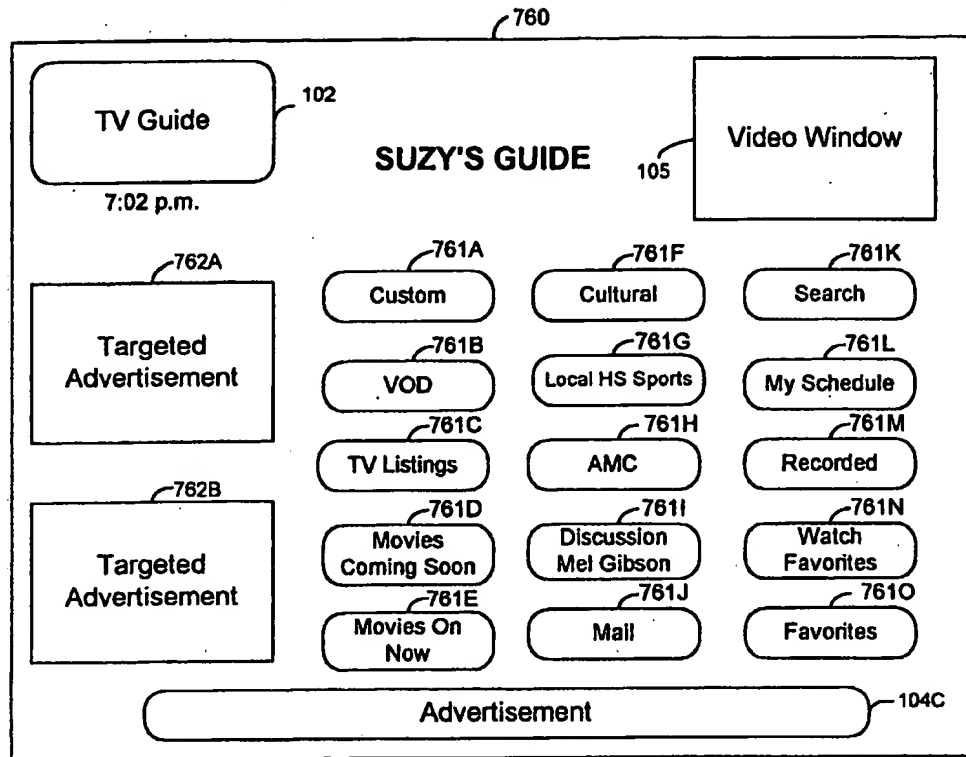 760
TV Guide
102
7:02 p.m.
SUZY'S GUIDE
105
Video Window
762A
Targeted
Advertisement
762B
Targeted
Advertisement
761A
Custom
761B
VOD
761C
TV Listings
761D
Movies
Coming Soon
761E
Movies On
Now
761F
Cultural
761G
Local HS Sports
761H
AMC
761I
Discussion
Mel Gibson
761J
Mail
761K
Search
761L
My Schedule
761M
Recorded
761N
Watch
Favorites
761O
Favorites
Advertisement
104C